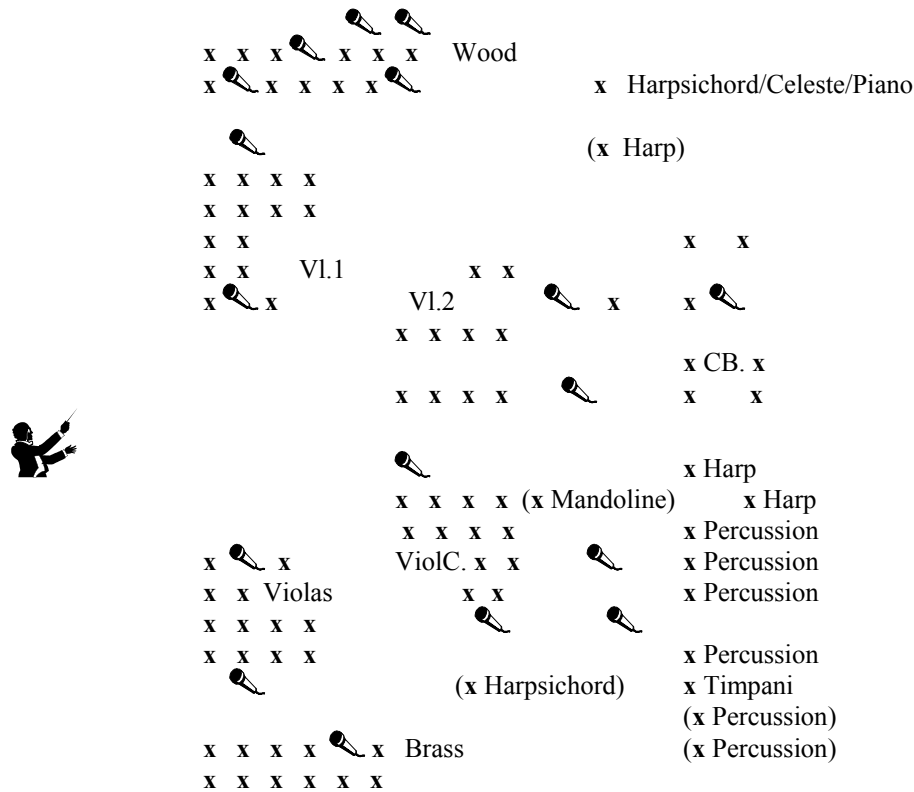 x x x x x x Wood
x x x x x x Harpsichord/Celeste/Piano
(x Harp)
x x x x
x x x x
x x x x
x x Vl.1 x x
x x Vl.2 x x
x x x x
x CB. x
x x x x x x
x Harp
x x x x (x Mandoline) x Harp
x x x x x Percussion
x x ViolC. x x x Percussion
x x Violas x x x Percussion
x x x x
x x x x x Percussion
(x Harpsichord) x Timpani
(x Percussion)
x x x x x Brass (x Percussion)
x x x x x x